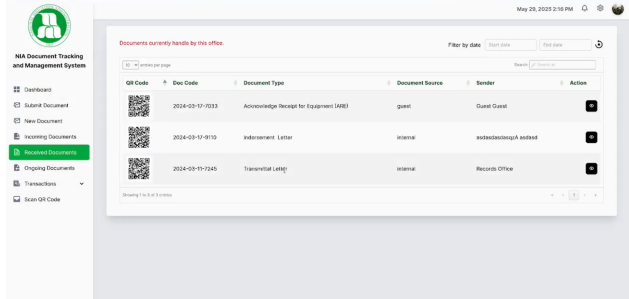 May 29, 2025 2:16 PM
NIA Document Tracking
and Management System
Dashboard
Submit Document
New Document
Incoming Documents
Received Documents
Ongoing Documents
Transactions
Scan QR Code
Documents currently handle by this office.
Filter by date Start date End date
10 entries per page
Search:
QR Code Doc Code Document Type Document Source Sender Action
2024-03-17-7033 Acknowledge Receipt for Equipment (ARE) guest Guest Guest
2024-03-17-9110 Indorsement Letter internal
2024-03-11-7245 Transmittal Letter internal Records Office
Showing 1 to 3 of 3 entries
« ‹ 1 › »